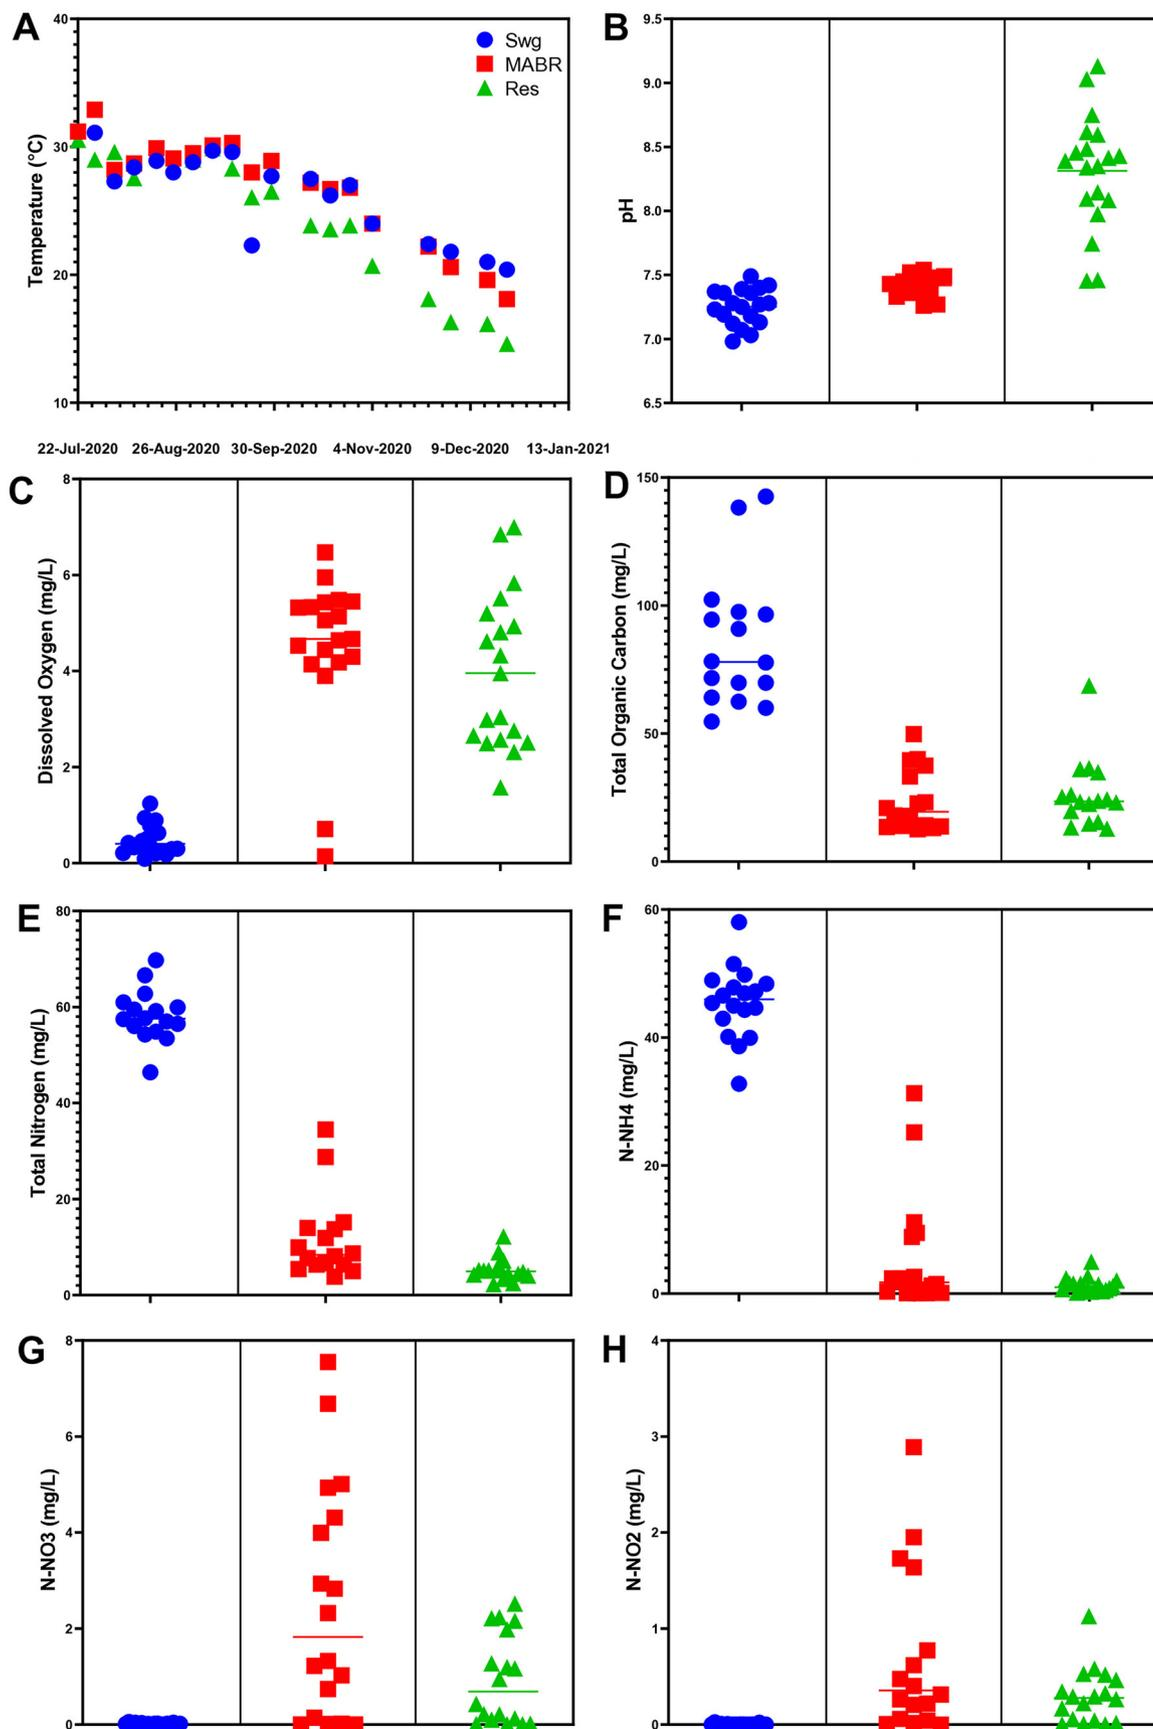 A
40
30
20
10
Temperature (°C)
Swg
MABR
Res
22-Jul-2020 26-Aug-2020 30-Sep-2020 4-Nov-2020 9-Dec-2020 13-Jan-2021
B
9.5
9.0
8.5
8.0
7.5
7.0
6.5
pH
C
8
6
4
2
0
Dissolved Oxygen (mg/L)
D
150
100
50
0
Total Organic Carbon (mg/L)
E
80
60
40
20
0
Total Nitrogen (mg/L)
F
60
40
20
0
N-NH4 (mg/L)
G
8
6
4
2
0
N-NO3 (mg/L)
H
4
3
2
1
0
N-NO2 (mg/L)